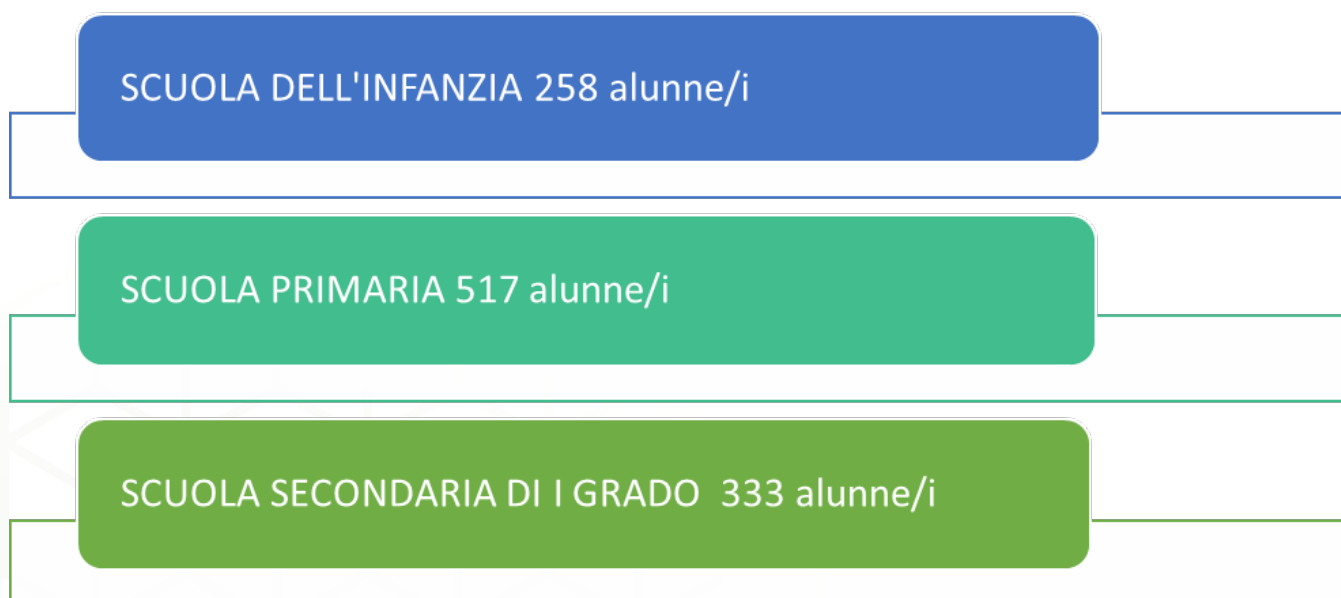 SCUOLA DELL'INFANZIA 258 alunne/i
SCUOLA PRIMARIA 517 alunne/i
SCUOLA SECONDARIA DI I GRADO  333 alunne/i